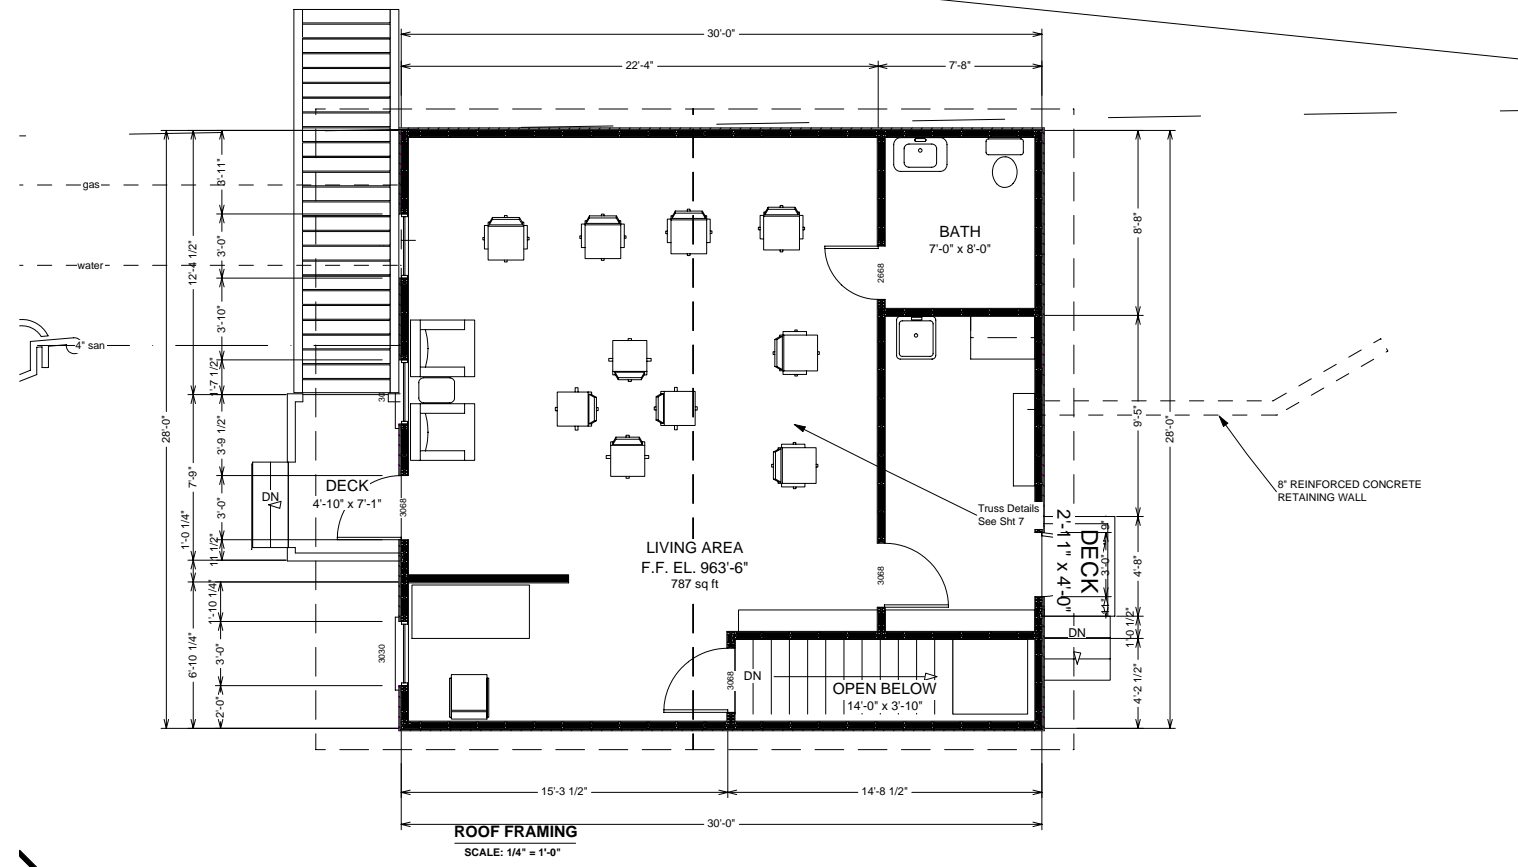 30'-0"
22'-4"
7'-8"
gas
water
4" san
28'-0"
12'-4 1/2"
7'-9"
1'-0 1/4"
6'-10 1/4"
3'-11"
3'-0"
3'-10"
1'-7 1/2"
3'-9 1/2"
3'-0"
11 1/2"
1'-10 1/4"
3'-0"
2'-0"
BATH
7'-0" x 8'-0"
2668
30
DECK
4'-10" x 7'-1"
DN
3068
LIVING AREA
F.F. EL. 963'-6"
787 sq ft
Truss Details
See Sht 7
3068
3030
3068
DN
OPEN BELOW
14'-0" x 3'-10"
DECK
2'-11" x 4'-0"
DN
3'-0"
8'-8"
9'-5"
4'-8"
1'-0 1/2"
4'-2 1/2"
28'-0"
8" REINFORCED CONCRETE
RETAINING WALL
15'-3 1/2"
14'-8 1/2"
30'-0"
ROOF FRAMING
SCALE: 1/4" = 1'-0"